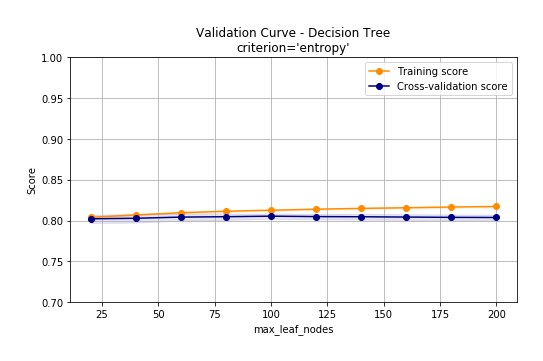 Validation Curve - Decision Tree
criterion='entropy'
Training score
Cross-validation score
Score
1.00
0.95
0.90
0.85
0.80
0.75
0.70
25 50 75 100 125 150 175 200
max_leaf_nodes